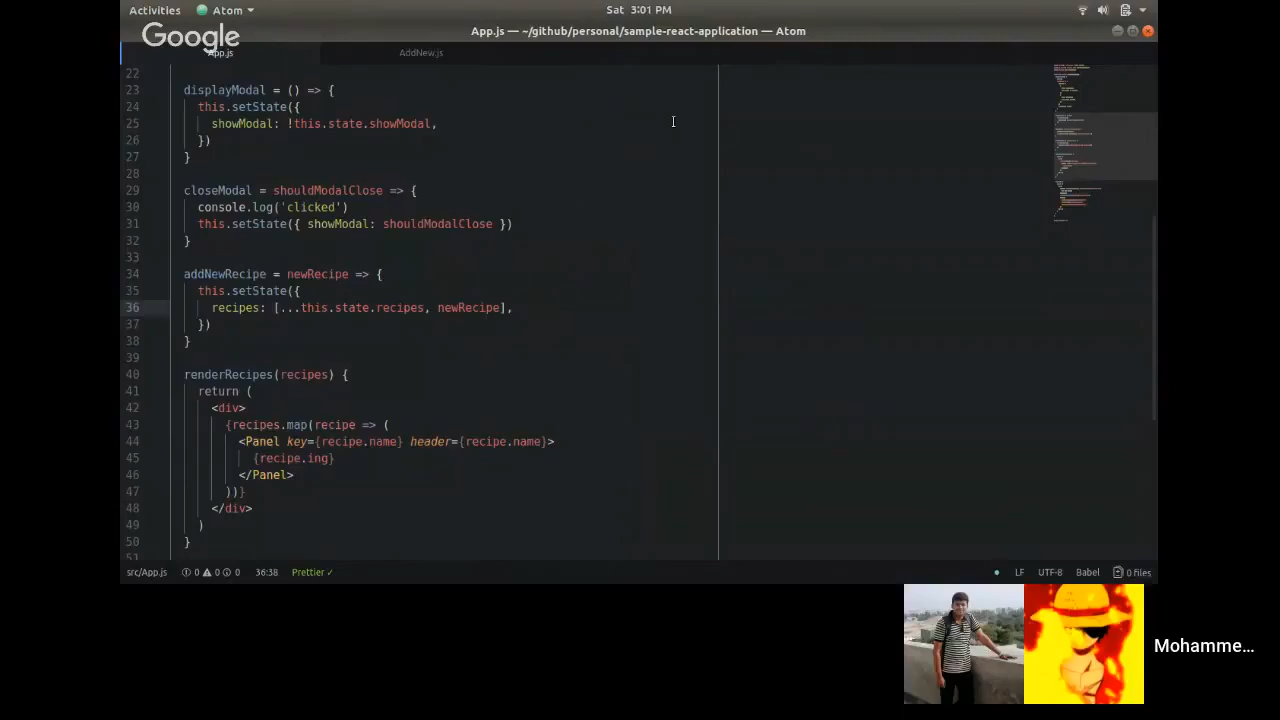 Activities Atom Sat 3:01 PM
Google
App.js — ~/github/personal/sample-react-application — Atom
App.js AddNew.js
22
23 displayModal = () => {
24 this.setState({
25 showModal: !this.state.showModal,
26 })
27 }
28
29 closeModal = shouldModalClose => {
30 console.log('clicked')
31 this.setState({ showModal: shouldModalClose })
32 }
33
34 addNewRecipe = newRecipe => {
35 this.setState({
36 recipes: [...this.state.recipes, newRecipe],
37 })
38 }
39
40 renderRecipes(recipes) {
41 return (
42 <div>
43 {recipes.map(recipe => (
44 <Panel key={recipe.name} header={recipe.name}>
45 {recipe.ing}
46 </Panel>
47 ))}
48 </div>
49 )
50 }
51
src/App.js 0 0 0 36:38 Prettier ✓ LF UTF-8 Babel 0 files
Mohamme...